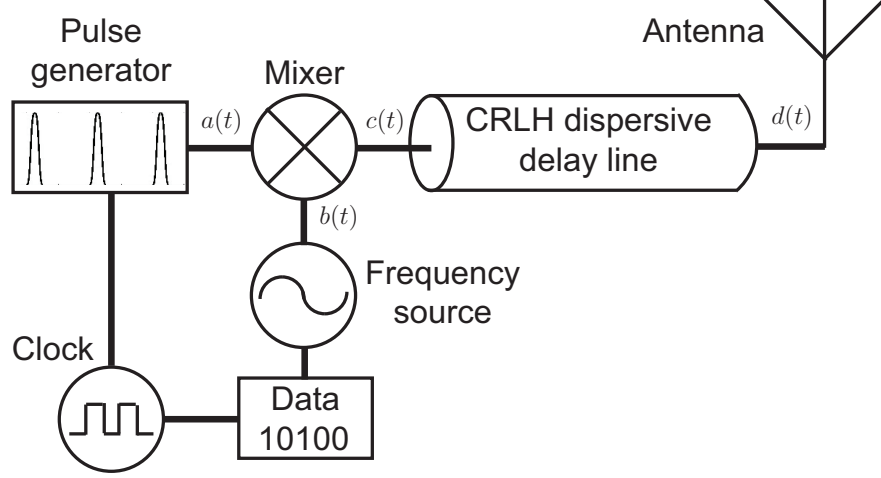 Pulse
generator
Mixer
Antenna
a(t)
c(t)
CRLH dispersive
delay line
d(t)
b(t)
Frequency
source
Clock
Data
10100